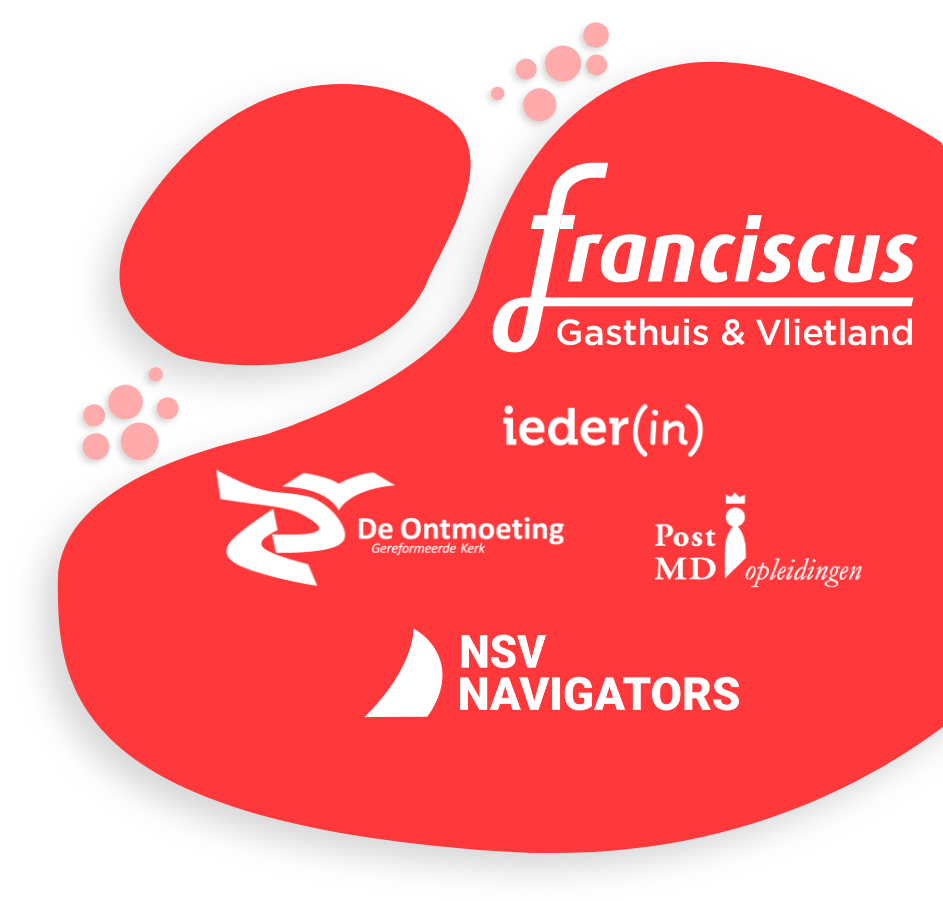 franciscus
Gasthuis & Vlietland
ieder(in)
De Ontmoeting
Gereformeerde Kerk
Post
MD opleidingen
NSV
NAVIGATORS